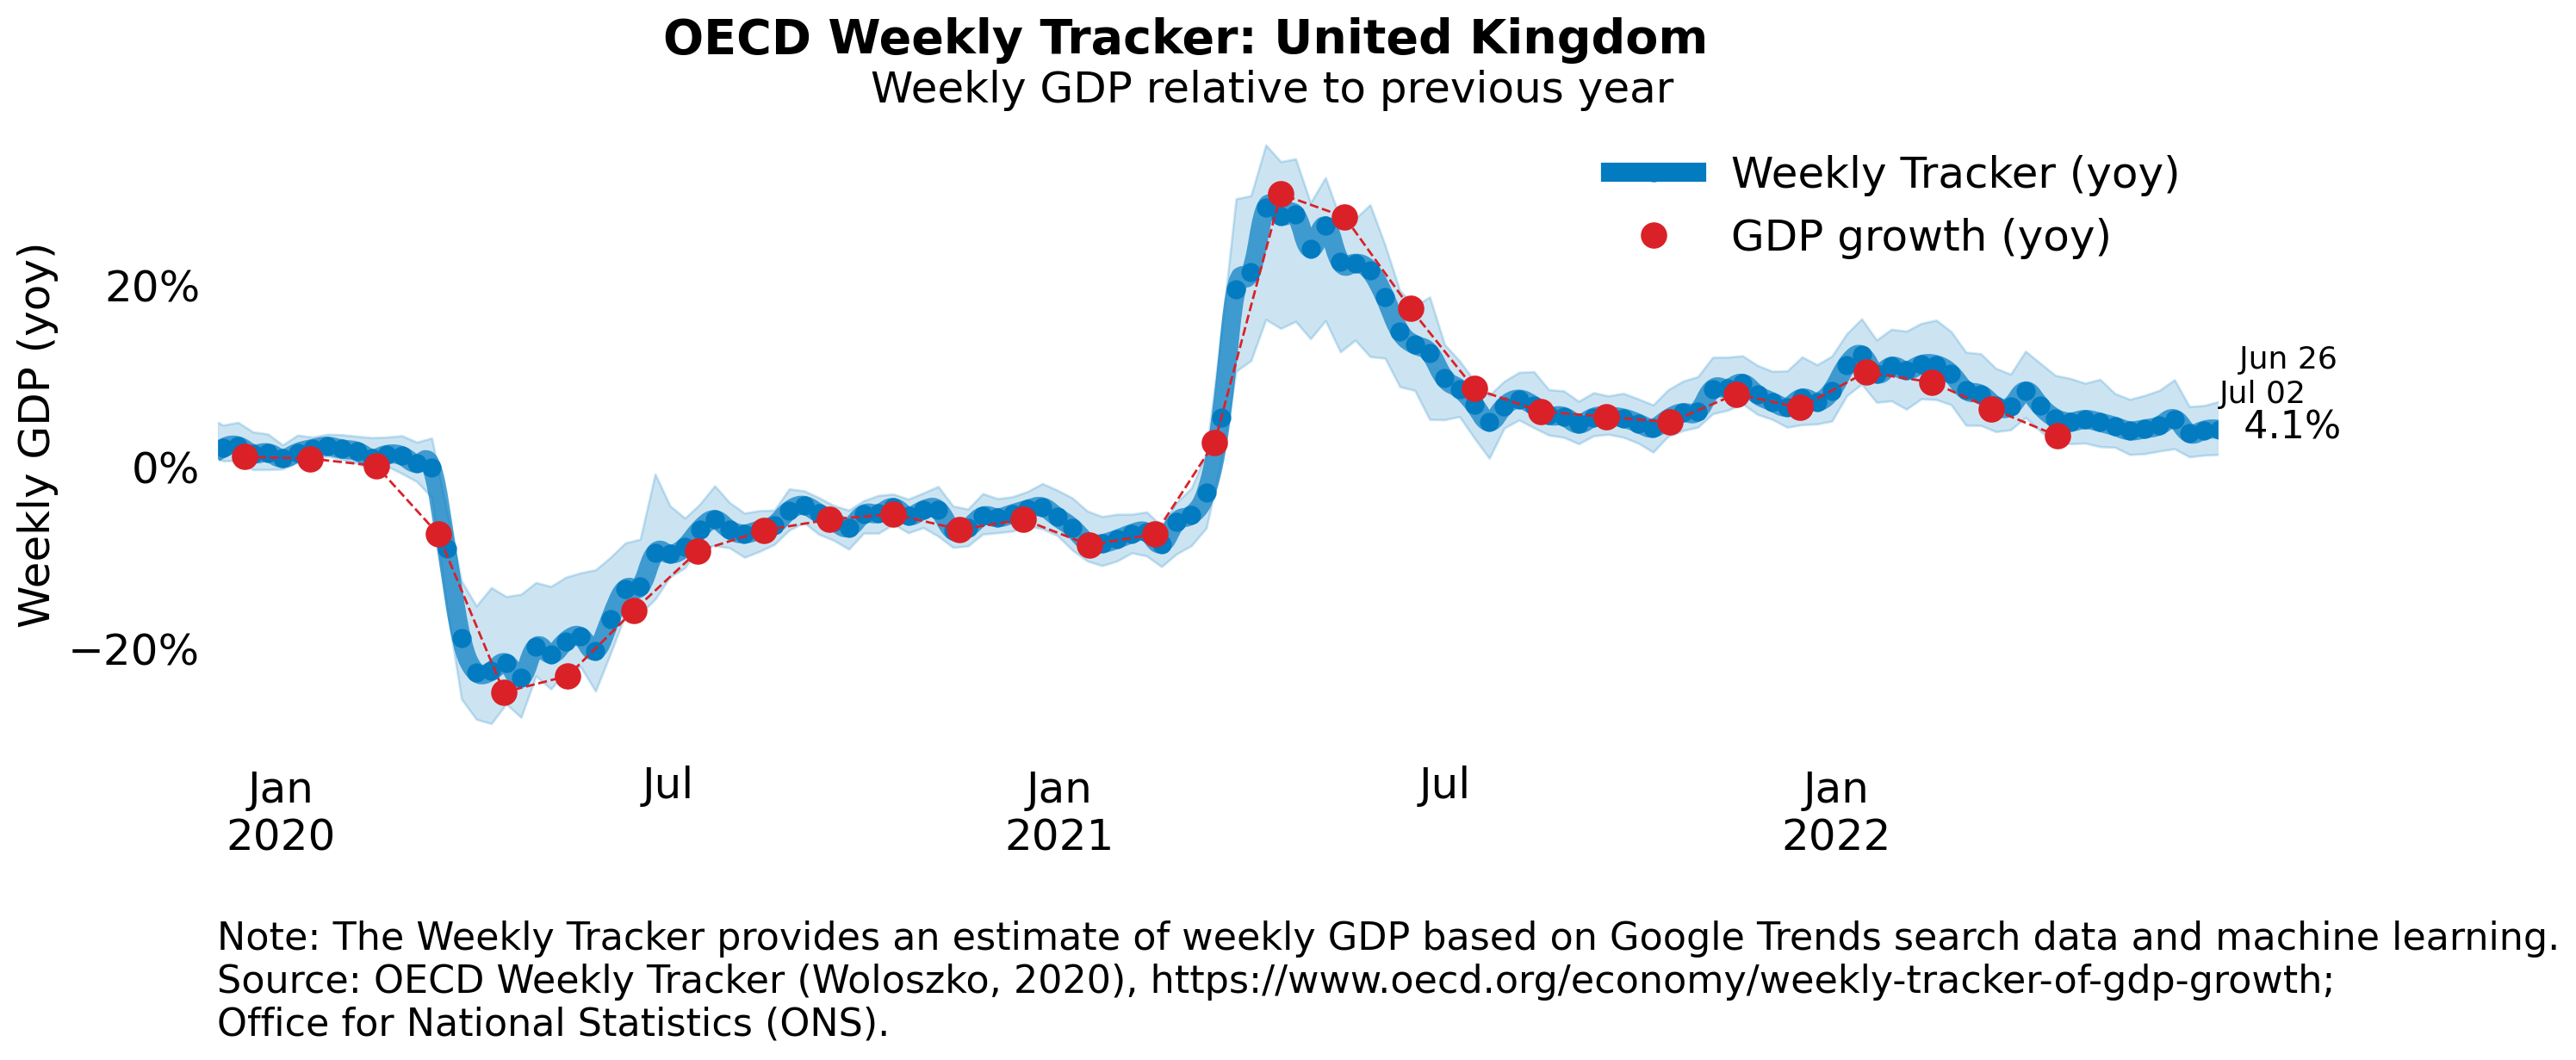 OECD Weekly Tracker: United Kingdom
Weekly GDP relative to previous year
Weekly Tracker (yoy)
GDP growth (yoy)
Weekly GDP (yoy)
20%
0%
−20%
Jun 26
Jul 02
4.1%
Jan
2020
Jul
Jan
2021
Jul
Jan
2022
Note: The Weekly Tracker provides an estimate of weekly GDP based on Google Trends search data and machine learning.
Source: OECD Weekly Tracker (Woloszko, 2020), https://www.oecd.org/economy/weekly-tracker-of-gdp-growth;
Office for National Statistics (ONS).